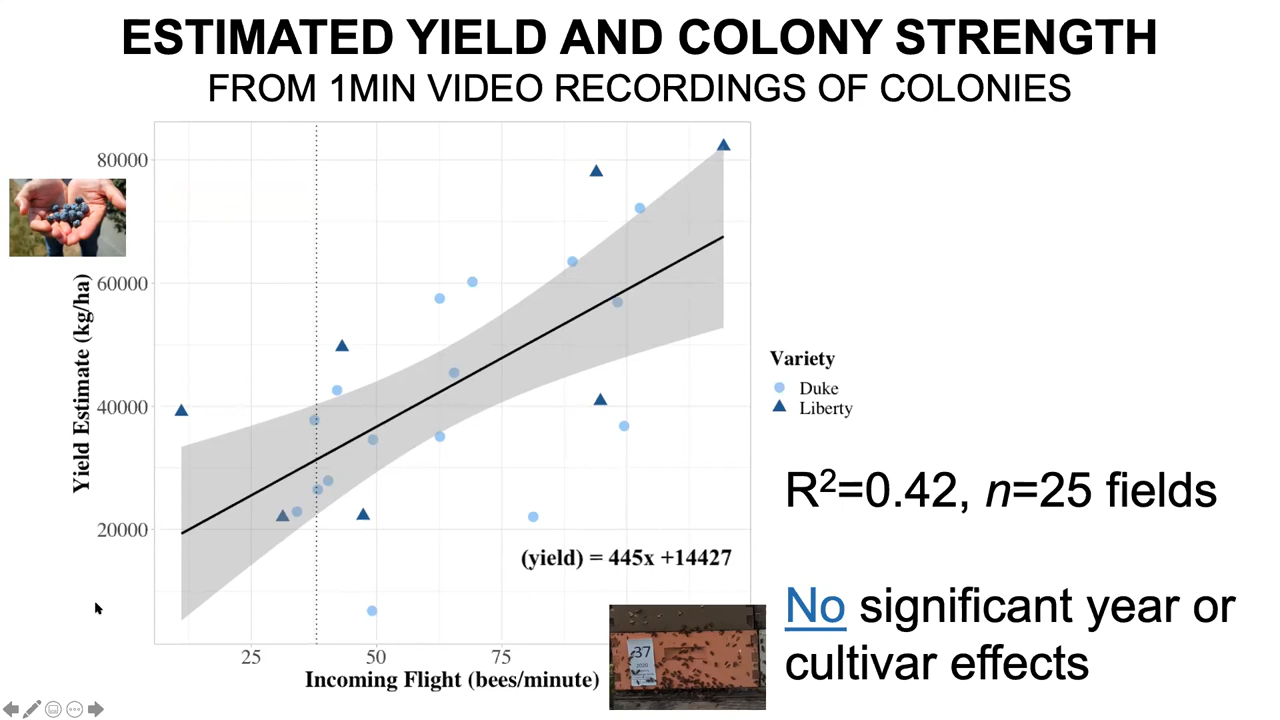 ESTIMATED YIELD AND COLONY STRENGTH
FROM 1MIN VIDEO RECORDINGS OF COLONIES
80000
60000
40000
20000
Yield Estimate (kg/ha)
25
50
75
Incoming Flight (bees/minute)
(yield) = 445x +14427
37
2020
Variety
Duke
Liberty
R²=0.42, n=25 fields
No significant year or
cultivar effects